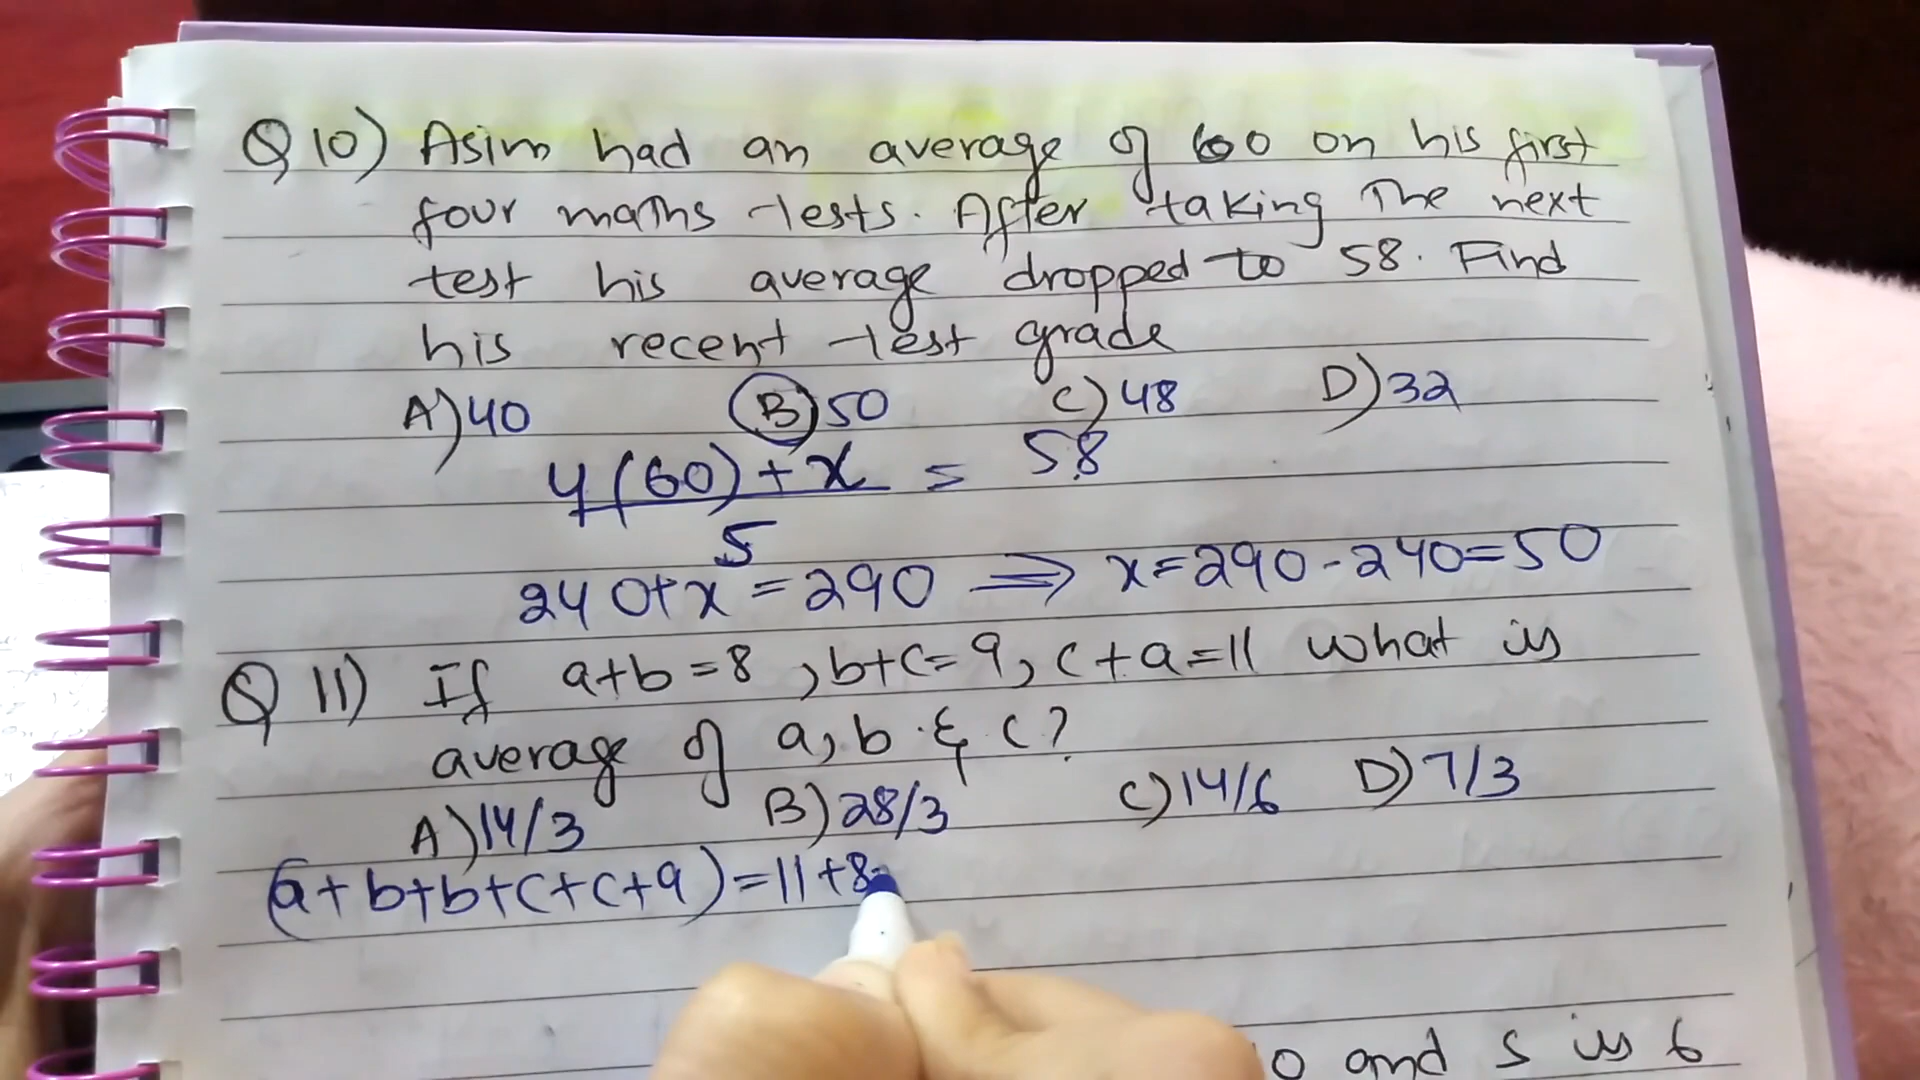 Q 10) Asim had an average of 60 on his first
four maths tests. After taking The next
test his average dropped to 58. Find
his recent test grade
A) 40 B) 50 C) 48 D) 32
4(60)+x = 58
5
240+x = 290 ⟹ x=290-240=50
Q 11) If a+b=8, b+c=9, c+a=11 what is
average of a, b & c?
A) 14/3 B) 28/3 C) 14/6 D) 7/3
(a+b+b+c+c+a)=11+8
0 and S is 6